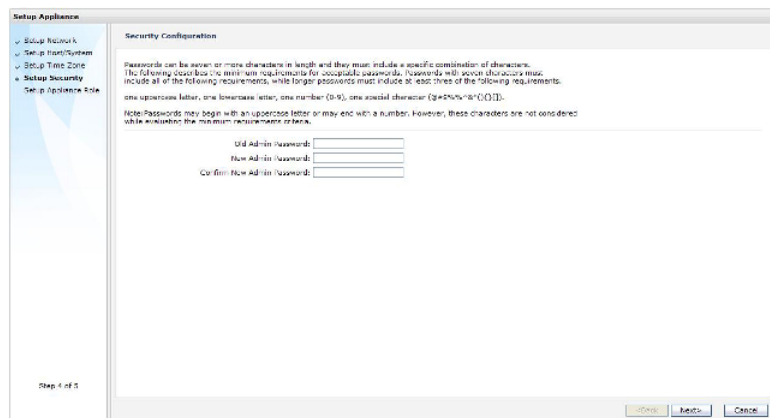 Setup Appliance
Setup Network
Setup Host/System
Setup Time Zone
Setup Security
Setup Appliance Role
Security Configuration
Passwords can be seven or more characters in length and they must include a specific combination of characters.
The following describes the minimum requirements for acceptable passwords. Passwords with seven characters must
include all of the following requirements, while longer passwords must include at least three of the following requirements.
one uppercase letter, one lowercase letter, one number (0-9), one special character
Note:Passwords may begin with an uppercase letter or may end with a number. However, these characters are not considered
while evaluating the minimum requirements criteria.
Old Admin Password:
New Admin Password:
Confirm New Admin Password:
Step 4 of 5
<Back
Next>
Cancel